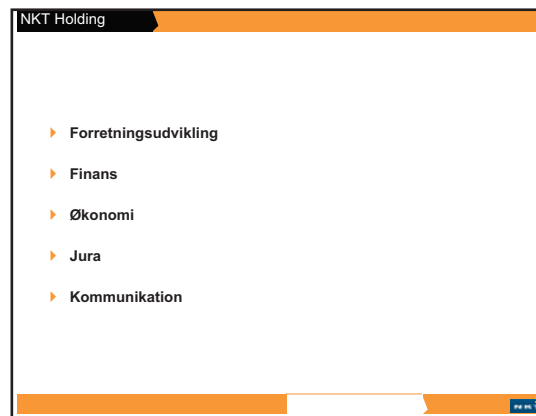 NKT Holding
Forretningsudvikling
Finans
Økonomi
Jura
Kommunikation